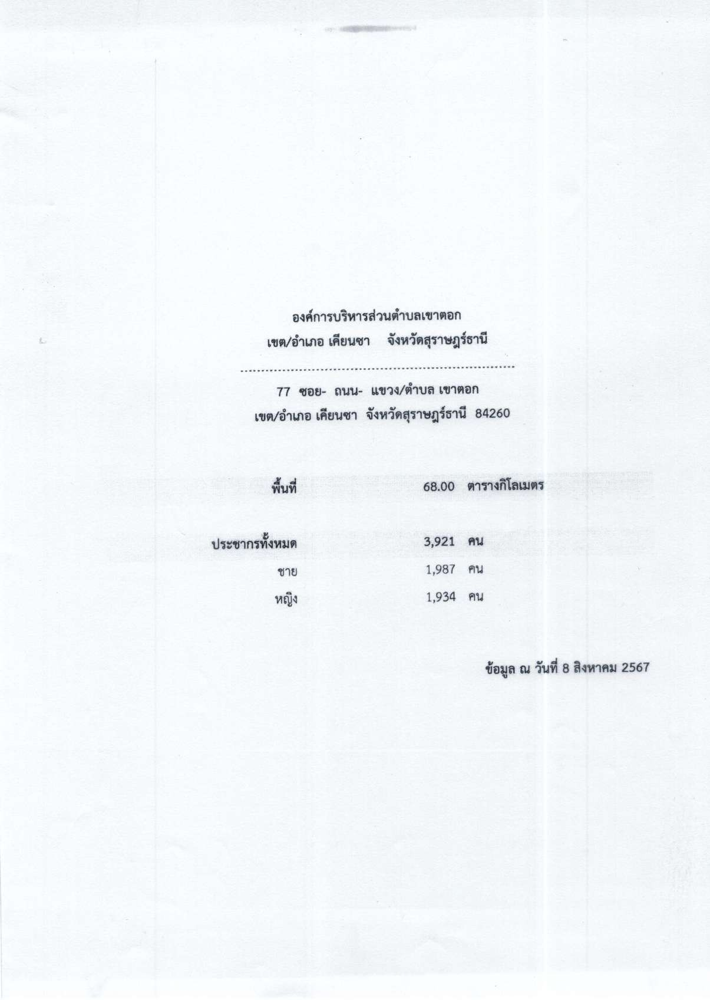 องค์การบริหารส่วนตำบลเขาตอก
เขต/อำเภอ เคียนซา จังหวัดสุราษฎร์ธานี
77 ซอย- ถนน- แขวง/ตำบล เขาตอก
เขต/อำเภอ เคียนซา จังหวัดสุราษฎร์ธานี 84260
พื้นที่ 68.00 ตารางกิโลเมตร
ประชากรทั้งหมด 3,921 คน
ชาย 1,987 คน
หญิง 1,934 คน
ข้อมูล ณ วันที่ 8 สิงหาคม 2567